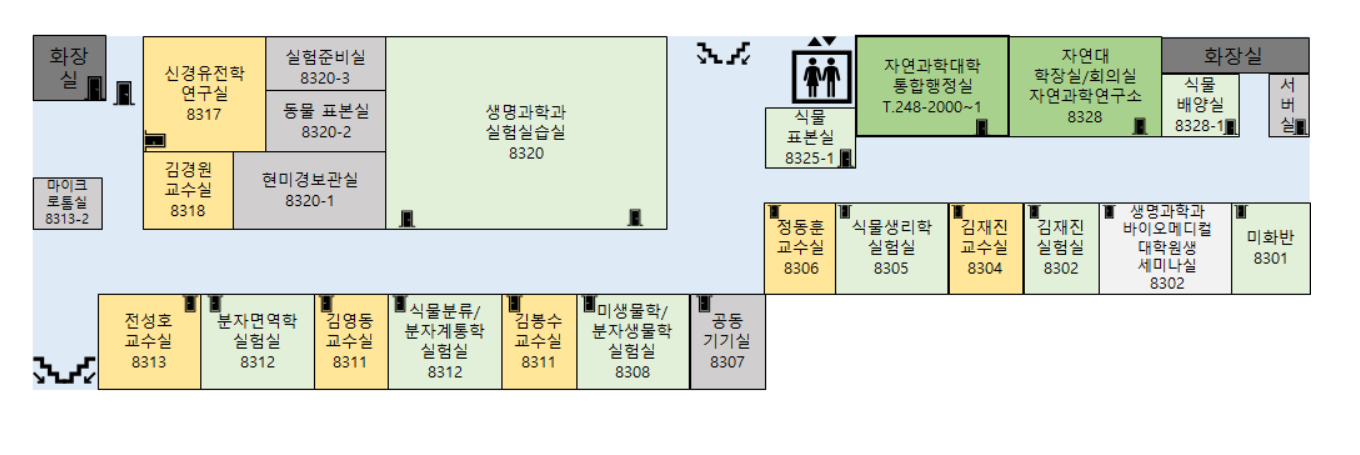 화장
실
신경유전학
연구실
8317
실험준비실
8320-3
동물 표본실
8320-2
생명과학과
실험실습실
8320
식물
표본실
8325-1
자연과학대학
통합행정실
T.248-2000~1
자연대
학장실/회의실
자연과학연구소
8328
화장실
식물
배양실
8328-1
서
버
실
마이크
로톰실
8313-2
김경원
교수실
8318
현미경보관실
8320-1
정동훈
교수실
8306
식물생리학
실험실
8305
김재진
교수실
8304
김재진
실험실
8302
생명과학과
바이오메디컬
대학원생
세미나실
8302
미화반
8301
전성호
교수실
8313
분자면역학
실험실
8312
김영동
교수실
8311
식물분류/
분자계통학
실험실
8312
김봉수
교수실
8311
미생물학/
분자생물학
실험실
8308
공동
기기실
8307